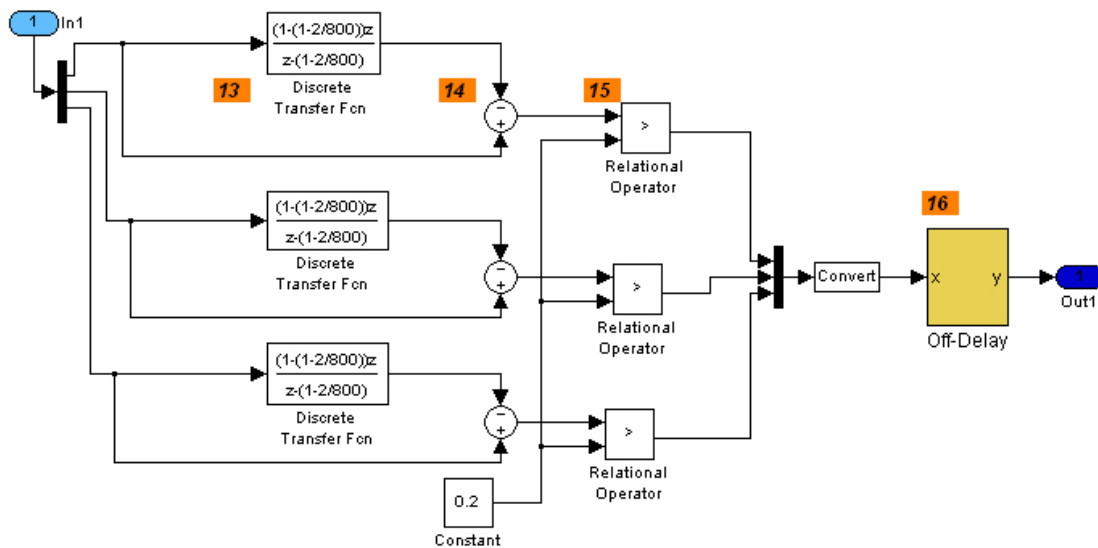 1
In1
(1-(1-2/800))z
z-(1-2/800)
13
Discrete
Transfer Fcn
14
−
+
15
>
Relational
Operator
(1-(1-2/800))z
z-(1-2/800)
Discrete
Transfer Fcn
−
+
>
Relational
Operator
Convert
16
x
y
Off-Delay
1
Out1
(1-(1-2/800))z
z-(1-2/800)
Discrete
Transfer Fcn
−
+
>
Relational
Operator
0.2
Constant